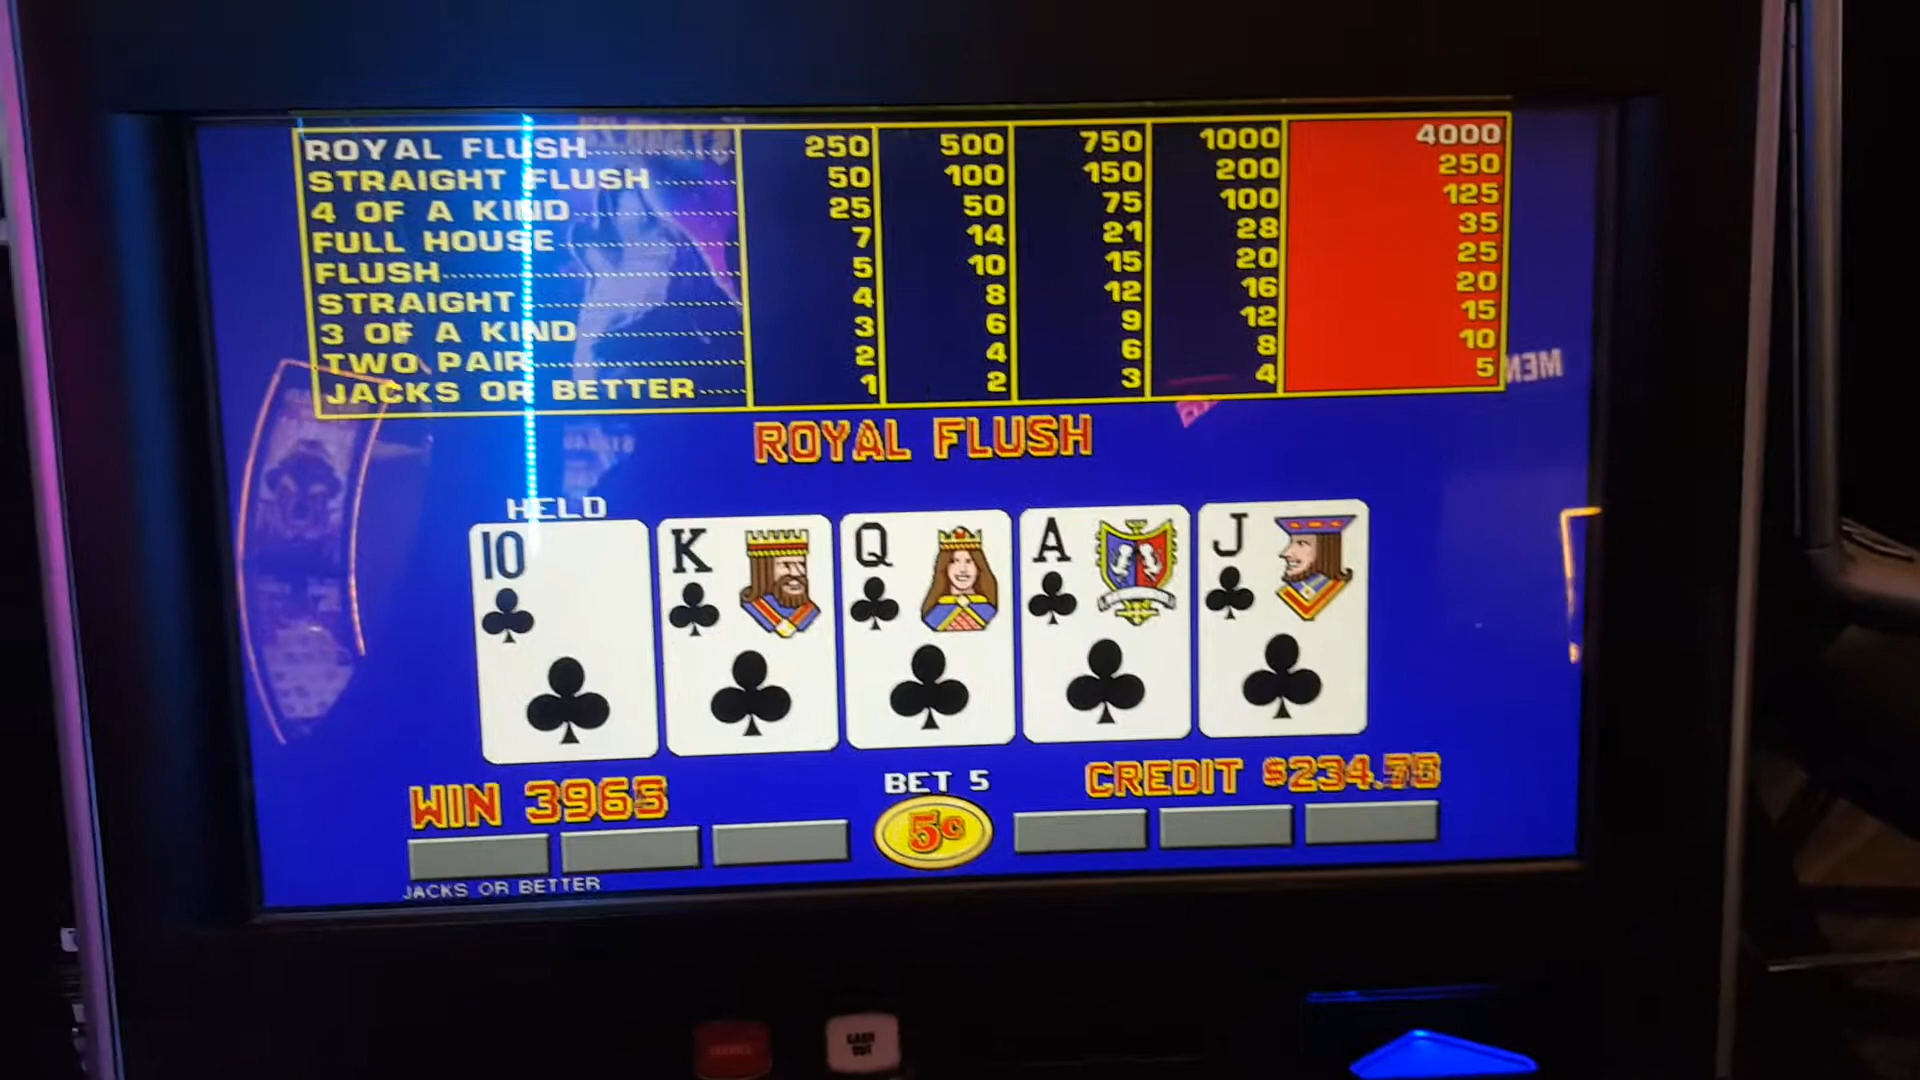 ROYAL FLUSH 250 500 750 1000 4000
STRAIGHT FLUSH 50 100 150 200 250
4 OF A KIND 25 50 75 100 125
FULL HOUSE 7 14 21 28 35
FLUSH 5 10 15 20 25
STRAIGHT 4 8 12 16 20
3 OF A KIND 3 6 9 12 15
TWO PAIR 2 4 6 8 10
JACKS OR BETTER 1 2 3 4 5
ROYAL FLUSH
HELD
10 K Q A J
WIN 3965
BET 5
CREDIT
5¢
JACKS OR BETTER
CASH OUT